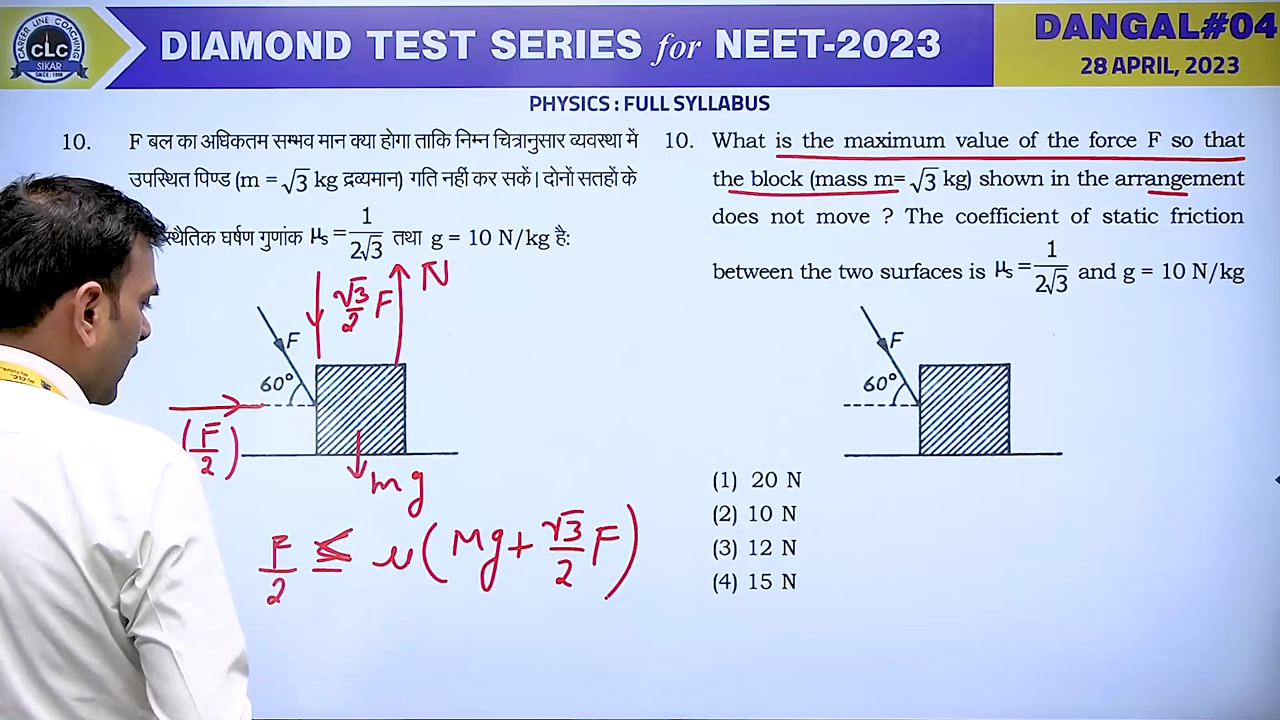 CAREER LINE COACHING
CLC
SIKAR
DIAMOND TEST SERIES for NEET-2023
DANGAL#04
28 APRIL, 2023
PHYSICS : FULL SYLLABUS
10. F बल का अधिकतम सम्भव मान क्या होगा ताकि निम्न चित्रानुसार व्यवस्था में
उपस्थित पिण्ड (m = √3 kg द्रव्यमान) गति नहीं कर सकें। दोनों सतहों के
स्थैतिक घर्षण गुणांक μs = 1/2√3 तथा g = 10 N/kg है:
√3/2 F
N
F
60°
(F/2)
mg
F/2 ≤ μ(Mg + √3/2 F)
10. What is the maximum value of the force F so that
the block (mass m= √3 kg) shown in the arrangement
does not move ? The coefficient of static friction
between the two surfaces is μs = 1/2√3 and g = 10 N/kg
F
60°
(1) 20 N
(2) 10 N
(3) 12 N
(4) 15 N